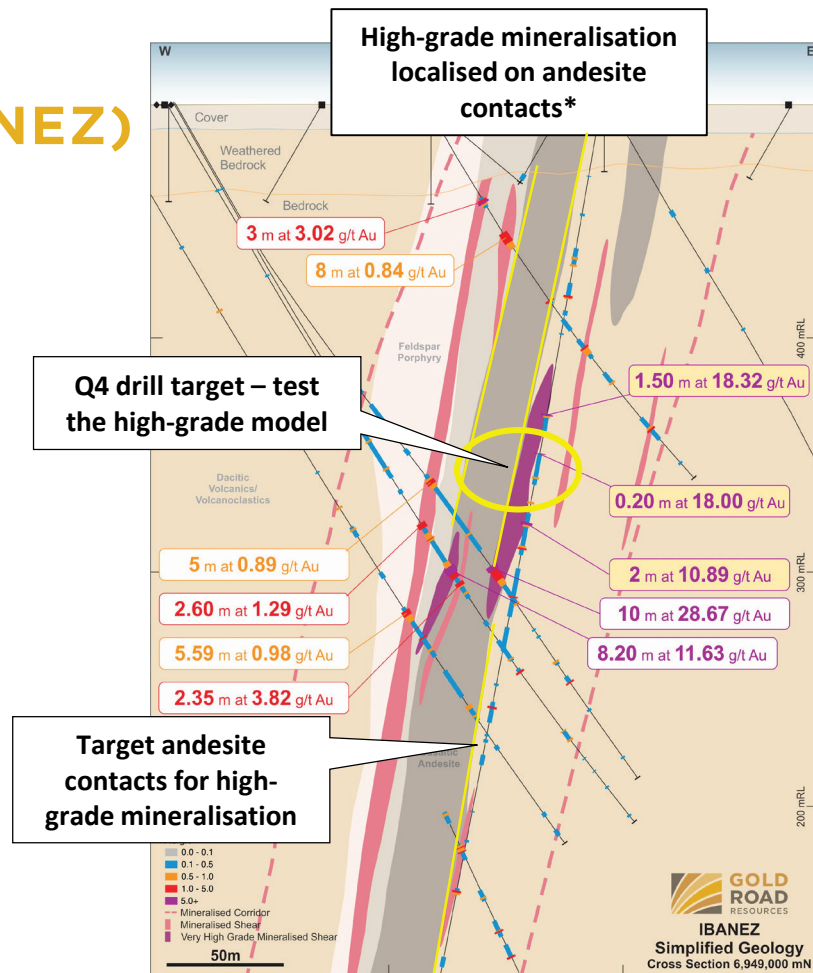 NEZ)
W
E
High-grade mineralisation
localised on andesite
contacts*
Cover
Weathered
Bedrock
Bedrock
3 m at 3.02 g/t Au
8 m at 0.84 g/t Au
Feldspar
Porphyry
400 mRL
Q4 drill target – test
the high-grade model
1.50 m at 18.32 g/t Au
Dacitic
Volcanics/
Volcanoclastics
0.20 m at 18.00 g/t Au
5 m at 0.89 g/t Au
2 m at 10.89 g/t Au
300 mRL
2.60 m at 1.29 g/t Au
10 m at 28.67 g/t Au
5.59 m at 0.98 g/t Au
8.20 m at 11.63 g/t Au
2.35 m at 3.82 g/t Au
Target andesite
contacts for high-
grade mineralisation
Andesite
200 mRL
0.0 - 0.1
0.1 - 0.5
0.5 - 1.0
1.0 - 5.0
5.0+
Mineralised Corridor
Mineralised Shear
Very High Grade Mineralised Shear
50m
GOLD
ROAD
RESOURCES
IBANEZ
Simplified Geology
Cross Section 6,949,000 mN